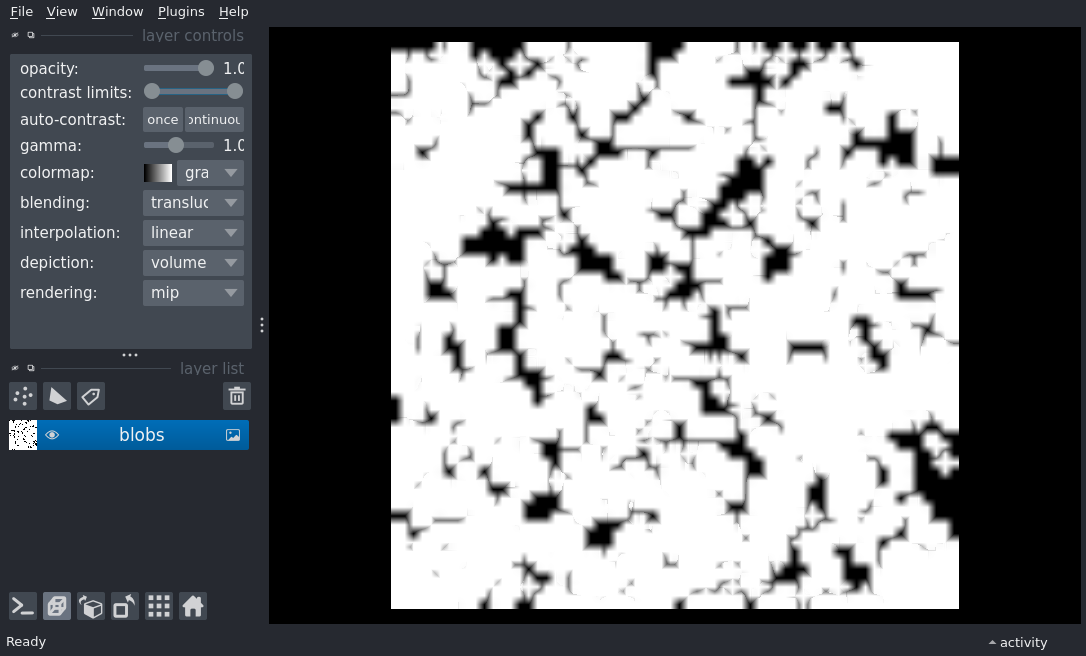 File View Window Plugins Help
layer controls
opacity: 1.0
contrast limits:
auto-contrast: once ontinuou
gamma: 1.0
colormap: gra
blending: transluc
interpolation: linear
depiction: volume
rendering: mip
layer list
blobs
Ready
activity